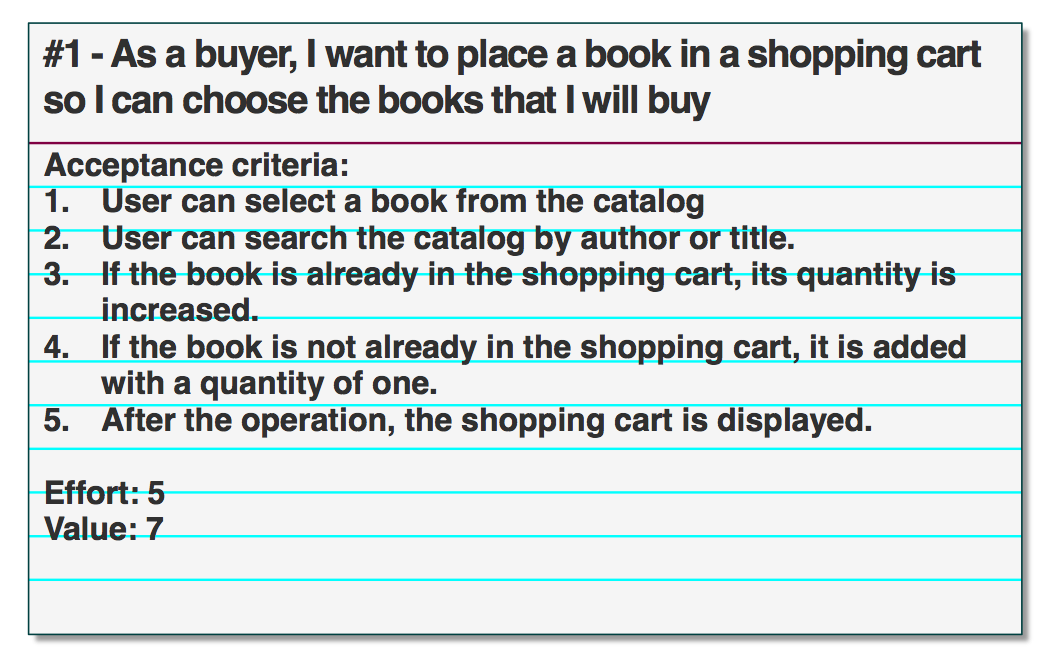 #1 - As a buyer, I want to place a book in a shopping cart
so I can choose the books that I will buy
Acceptance criteria:
1. User can select a book from the catalog
2. User can search the catalog by author or title.
3. If the book is already in the shopping cart, its quantity is
increased.
4. If the book is not already in the shopping cart, it is added
with a quantity of one.
5. After the operation, the shopping cart is displayed.
Effort: 5
Value: 7